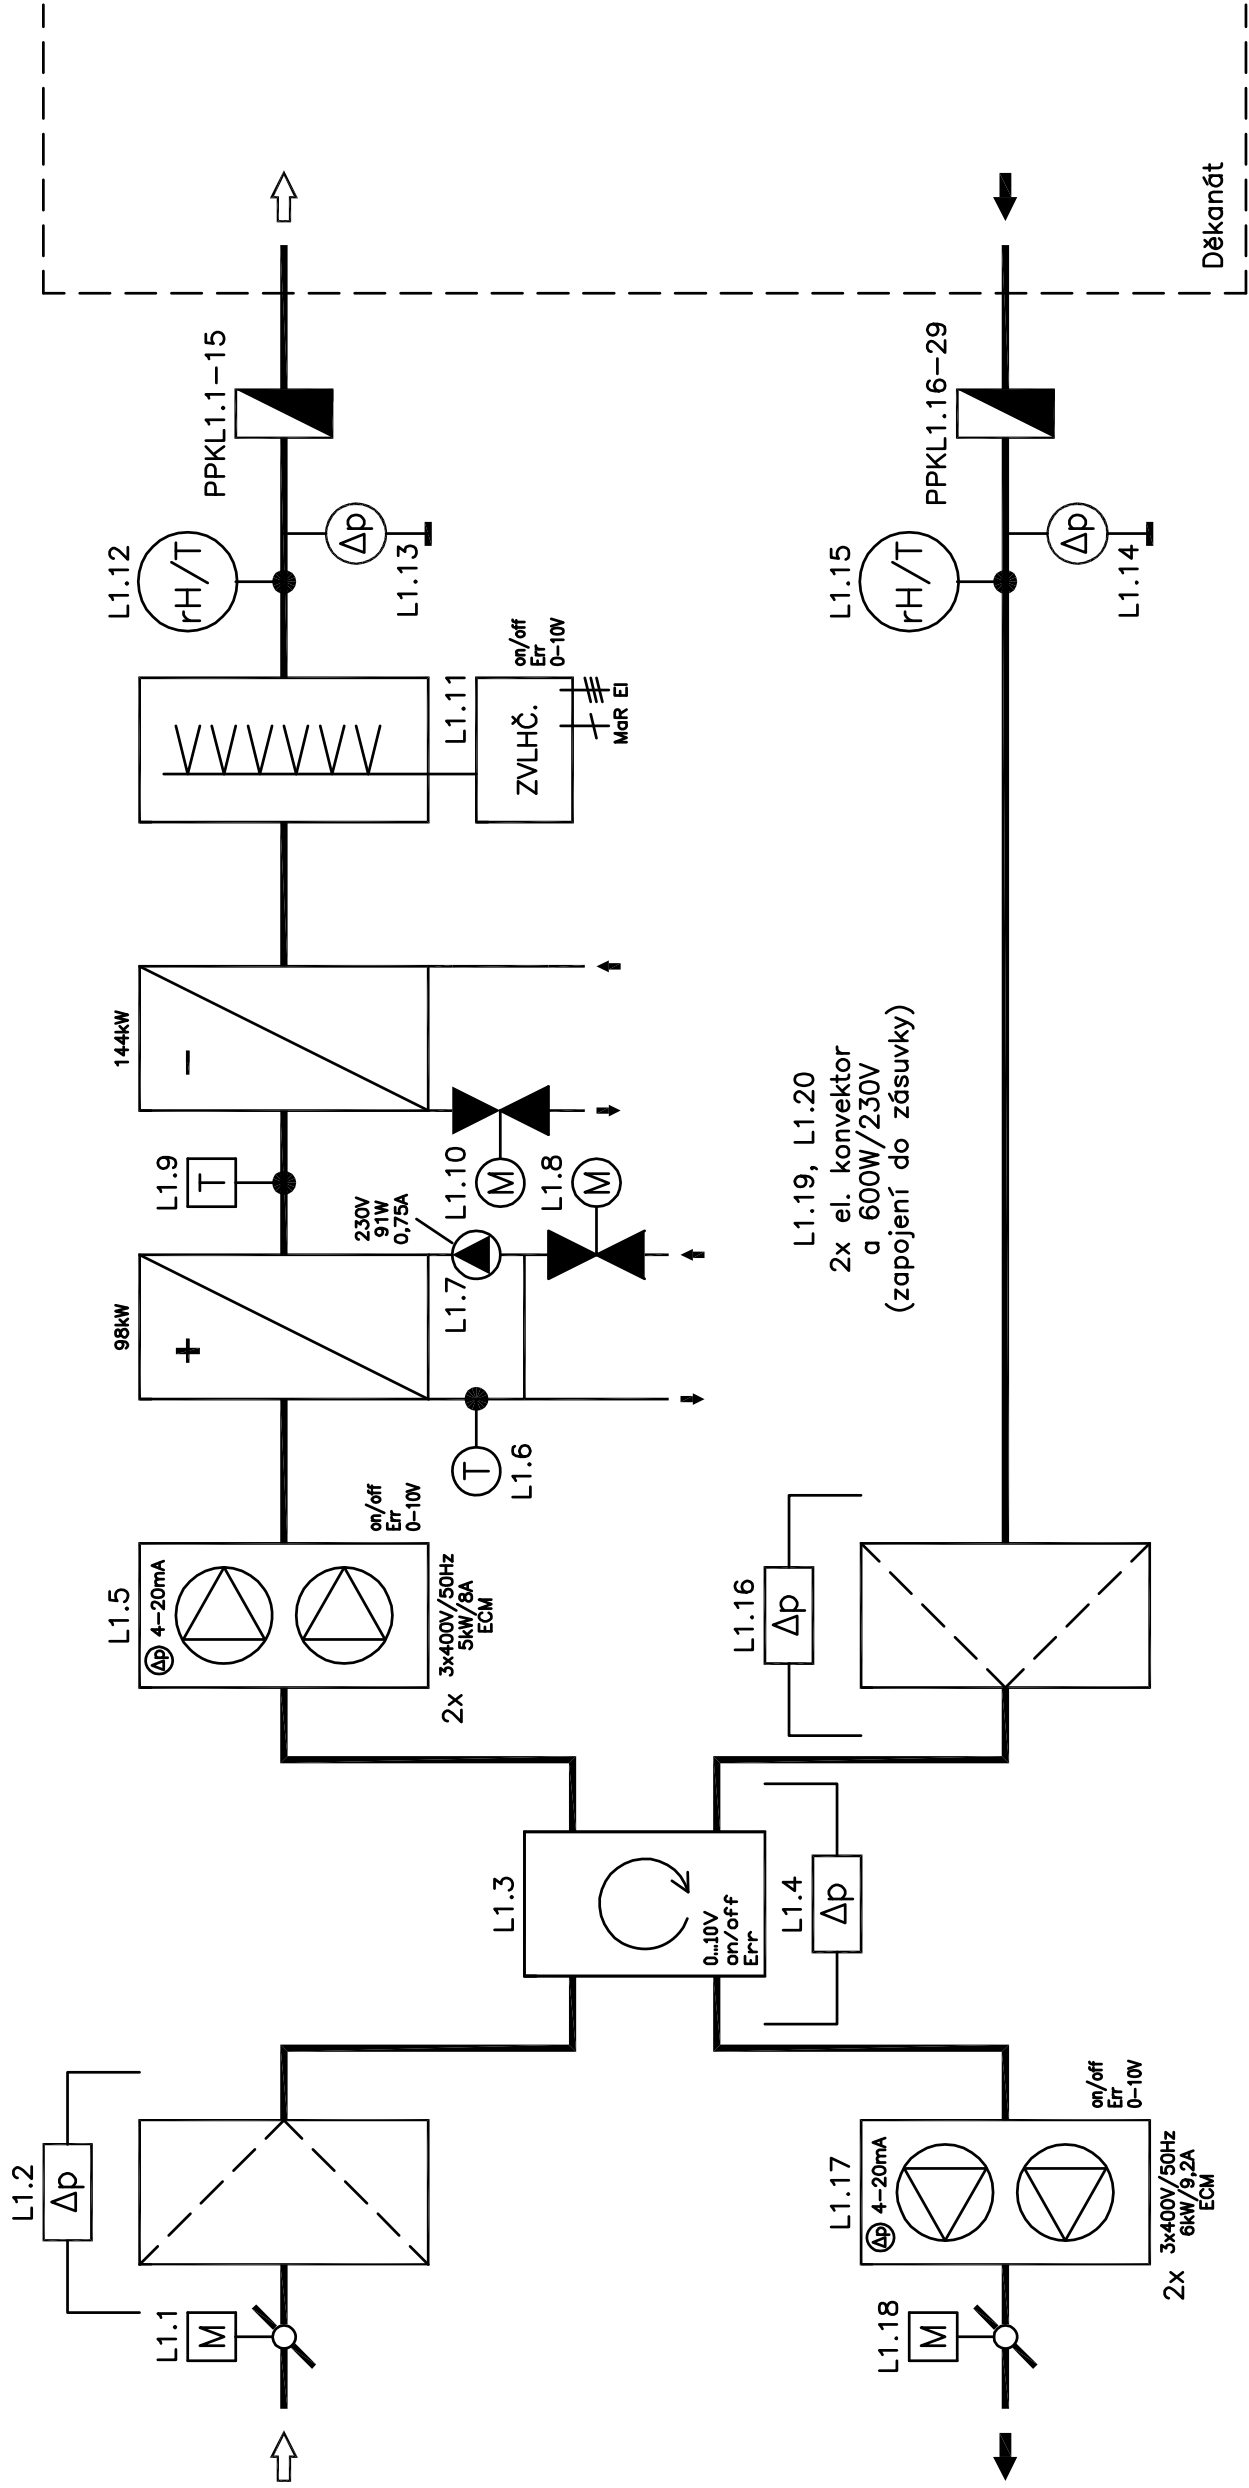 L1.1
M
L1.2
Δp
L1.3
0...10V
on/off
Err
L1.4
Δp
L1.5
Δp 4-20mA
on/off
Err
0-10V
2x
3x400V/50Hz
5kW/8A
ECM
98kW
+
L1.6
T
L1.7
230V
91W
0,75A
L1.8
M
L1.9
T
144kW
-
L1.10
M
L1.11
ZVLHČ.
on/off
Err
0-10V
MaR El
L1.12
rH/T
Δp
L1.13
PPKL1.1-15
L1.18
M
L1.17
Δp 4-20mA
on/off
Err
0-10V
2x
3x400V/50Hz
6kW/9,2A
ECM
L1.16
Δp
L1.19, L1.20
2x el. konvektor
a 600W/230V
(zapojení do zásuvky)
L1.15
rH/T
Δp
L1.14
PPKL1.16-29
Děkanát